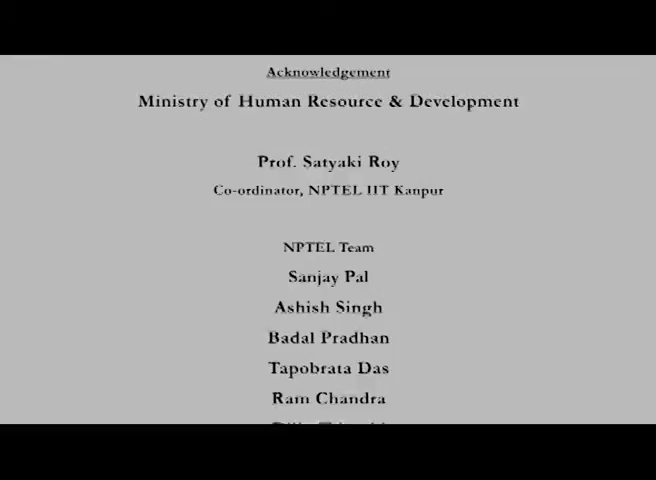 Acknowledgement
Ministry of Human Resource & Development
Prof. Satyaki Roy
Co-ordinator, NPTEL IIT Kanpur
NPTEL Team
Sanjay Pal
Ashish Singh
Badal Pradhan
Tapobrata Das
Ram Chandra